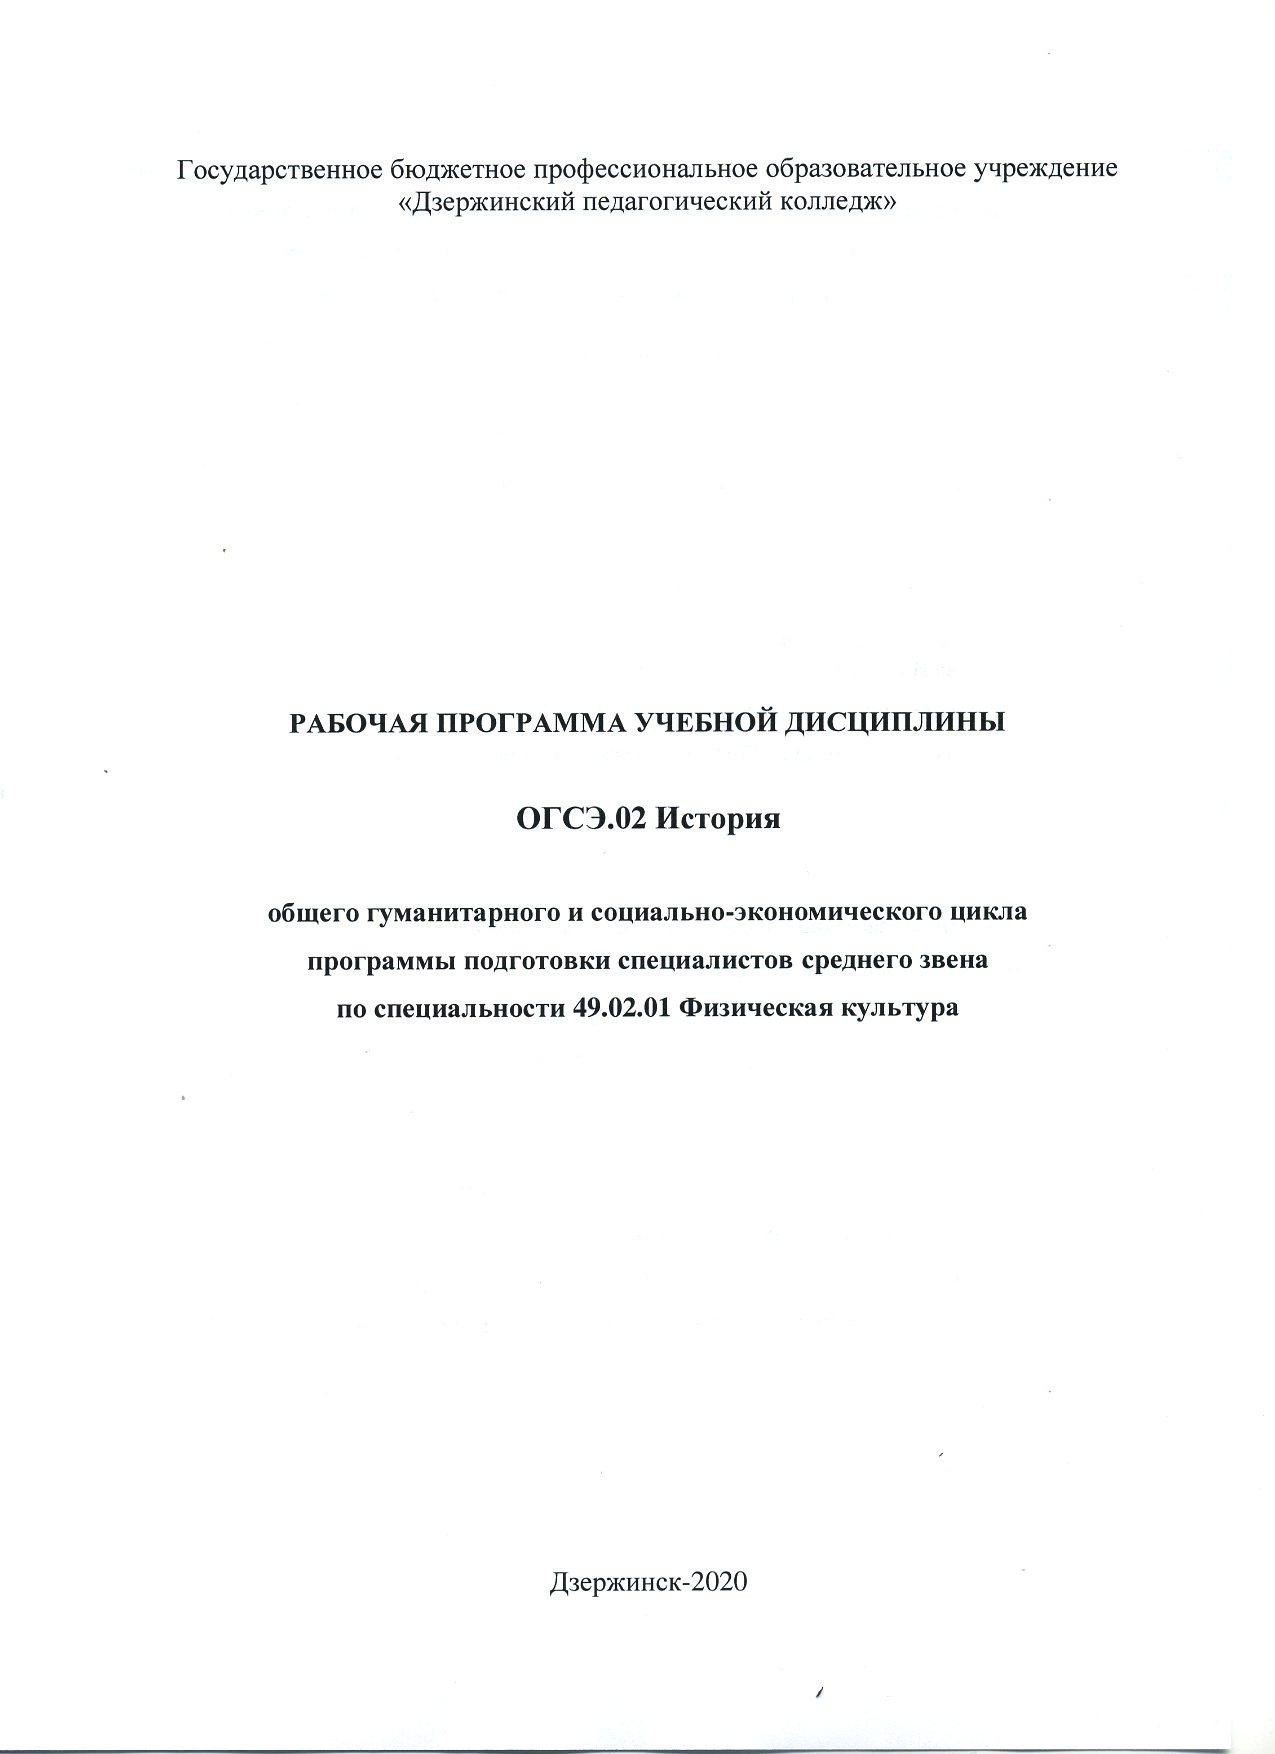 Государственное бюджетное профессиональное образовательное учреждение
«Дзержинский педагогический колледж»
РАБОЧАЯ ПРОГРАММА УЧЕБНОЙ ДИСЦИПЛИНЫ
ОГСЭ.02 История
общего гуманитарного и социально-экономического цикла
программы подготовки специалистов среднего звена
по специальности 49.02.01 Физическая культура
Дзержинск-2020